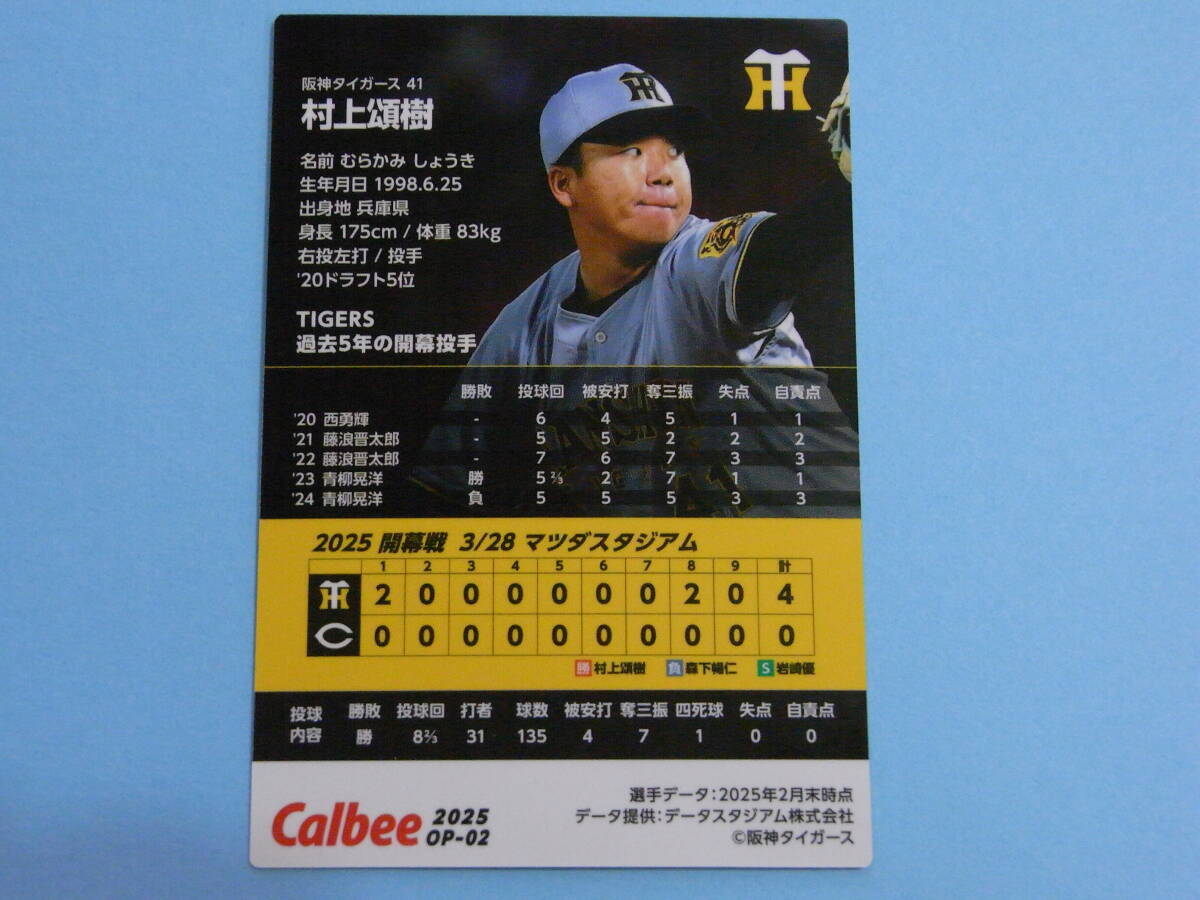 阪神タイガース 41
村上頌樹
名前 むらかみ しょうき
生年月日 1998.6.25
出身地 兵庫県
身長 175cm / 体重 83kg
右投左打 / 投手
'20ドラフト5位
TIGERS
過去5年の開幕投手
勝敗 投球回 被安打 奪三振 失点 自責点
'20 西勇輝 - 6 4 5 1 1
'21 藤浪晋太郎 - 5 5 2 2 2
'22 藤浪晋太郎 - 7 6 7 3 3
'23 青柳晃洋 勝 5 ⅔ 2 7 1 1
'24 青柳晃洋 負 5 5 5 3 3
2025 開幕戦 3/28 マツダスタジアム
1 2 3 4 5 6 7 8 9 計
TH 2 0 0 0 0 0 0 2 0 4
C 0 0 0 0 0 0 0 0 0 0
勝 村上頌樹 負 森下暢仁 S 岩崎優
投球内容 勝敗 投球回 打者 球数 被安打 奪三振 四死球 失点 自責点
勝 8⅔ 31 135 4 7 1 0 0
選手データ：2025年2月末時点
データ提供：データスタジアム株式会社
©阪神タイガース
Calbee 2025
OP-02